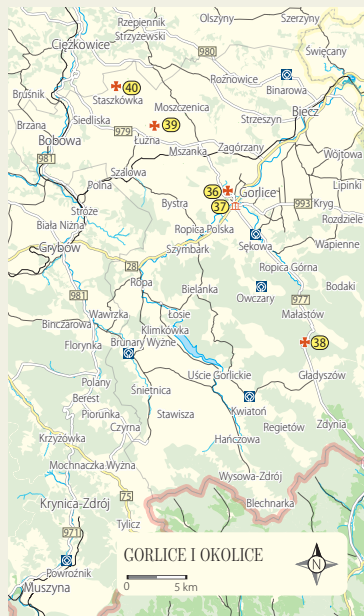 Rzepiennik
Strzyżewski
Olszyny
Szerzyny
Ciężkowice
980
Święcany
Rożnowice
Binarowa
40
Bruśnik
Staszkówka
Moszczenica
Biecz
Siedliska
39
Strzeszyn
Brzana
979
Łużna
Bobowa
Mszanka
Zagórzany
Wójtowa
981
Szalowa
Polna
36
Gorlice
Lipinki
Stróże
Bystra
37
993
Kryg
Rozdziele
Biała Niżna
Ropica Polska
Grybów
Szymbark
Sękowa
Wapienne
28
Ropica Górna
Ropa
Bielanka
Bodaki
981
Owczary
977
Wawrzka
Łosie
Małastów
Binczarowa
Klimkówka
Florynka
Brunary Wyżne
38
Polany
Uście Gorlickie
Gładyszów
Berest
Śnietnica
Piorunka
Stawisza
Kwiatoń
Czyrna
Regietów
Zdynia
Krzyżówka
Hańczowa
Mochnaczka Wyżna
Wysowa-Zdrój
75
Krynica-Zdrój
Blechnarka
Tylicz
971
GORLICE I OKOLICE
N
Powroźnik
0
5 km
Muszyna